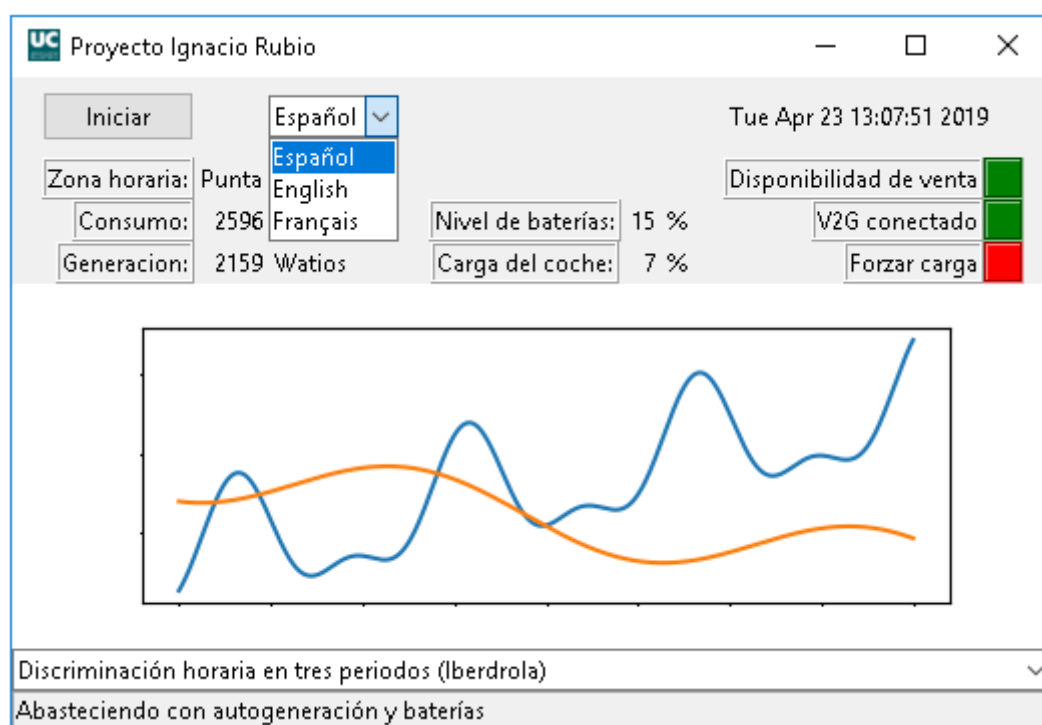 UC Proyecto Ignacio Rubio
Iniciar Español Tue Apr 23 13:07:51 2019
Español
English
Français
Zona horaria: Punta Disponibilidad de venta
Consumo: 2596 Nivel de baterías: 15 % V2G conectado
Generacion: 2159 Watios Carga del coche: 7 % Forzar carga
Discriminación horaria en tres periodos (Iberdrola)
Abasteciendo con autogeneración y baterías